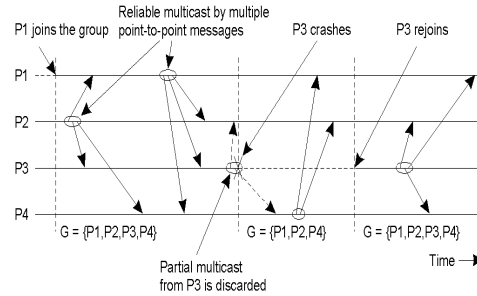 Reliable multicast by multiple
point-to-point messages
P1 joins the group
P3 crashes
P3 rejoins
P1
P2
P3
P4
G = {P1,P2,P3,P4}
G = {P1,P2,P4}
G = {P1,P2,P3,P4}
Time
Partial multicast
from P3 is discarded